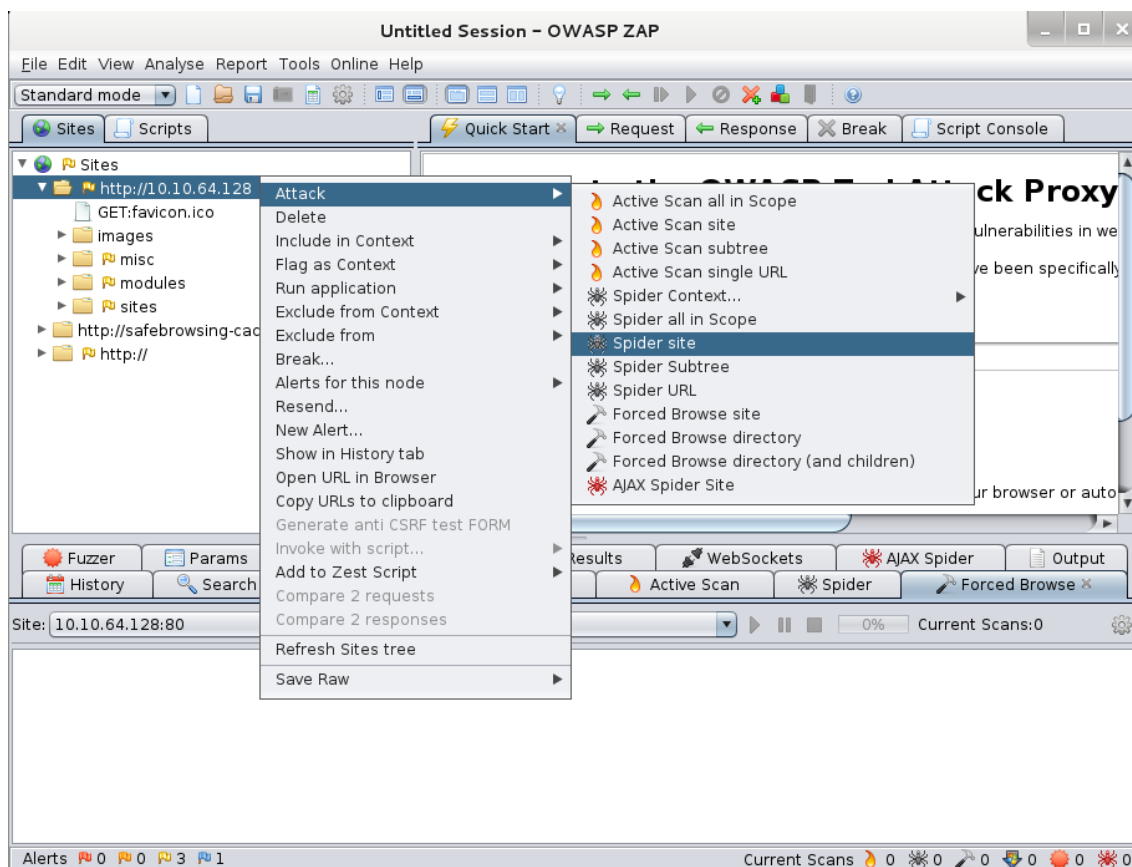 Untitled Session - OWASP ZAP
File Edit View Analyse Report Tools Online Help
Standard mode
Sites Scripts
Quick Start Request Response Break Script Console
Sites
http://10.10.64.128
GET:favicon.ico
images
misc
modules
sites
http://safebrowsing-cac
http://
Attack
Delete
Include in Context
Flag as Context
Run application
Exclude from Context
Exclude from
Break...
Alerts for this node
Resend...
New Alert...
Show in History tab
Open URL in Browser
Copy URLs to clipboard
Generate anti CSRF test FORM
Invoke with script...
Add to Zest Script
Compare 2 requests
Compare 2 responses
Refresh Sites tree
Save Raw
Active Scan all in Scope
Active Scan site
Active Scan subtree
Active Scan single URL
Spider Context...
Spider all in Scope
Spider site
Spider Subtree
Spider URL
Forced Browse site
Forced Browse directory
Forced Browse directory (and children)
AJAX Spider Site
ck Proxy
ulnerabilities in we
ve been specifically
ur browser or auto
Fuzzer Params Results WebSockets AJAX Spider Output
History Search Active Scan Spider Forced Browse
Site: 10.10.64.128:80 0% Current Scans:0
Alerts 0 0 3 1 Current Scans 0 0 0 0 0 0